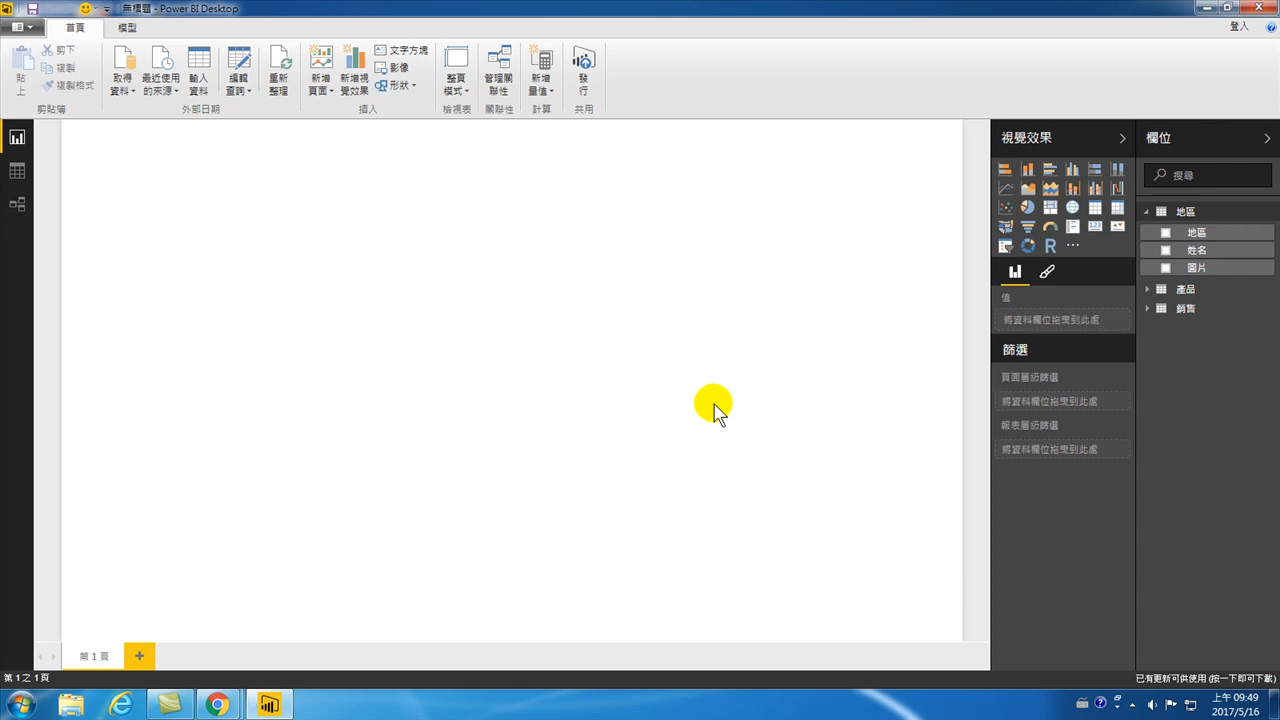 無標題 - Power BI Desktop
首頁 模型
登入
貼上
剪下
複製
複製格式
剪貼簿
取得資料
最近使用的來源
輸入資料
編輯查詢
重新整理
外部日期
新增頁面
新增視覺效果
文字方塊
影像
形狀
插入
整頁模式
檢視表
管理關聯性
關聯性
新增量值
計算
發行
共用
視覺效果
R
值
將資料欄位拖曳到此處
篩選
頁面層級篩選
將資料欄位拖曳到此處
報表層級篩選
將資料欄位拖曳到此處
欄位
搜尋
地區
地區
姓名
圖片
產品
銷售
第 1 頁
第 1 之 1 頁
已有更新可供使用 (按一下即可下載)
上午 09:49
2017/5/16